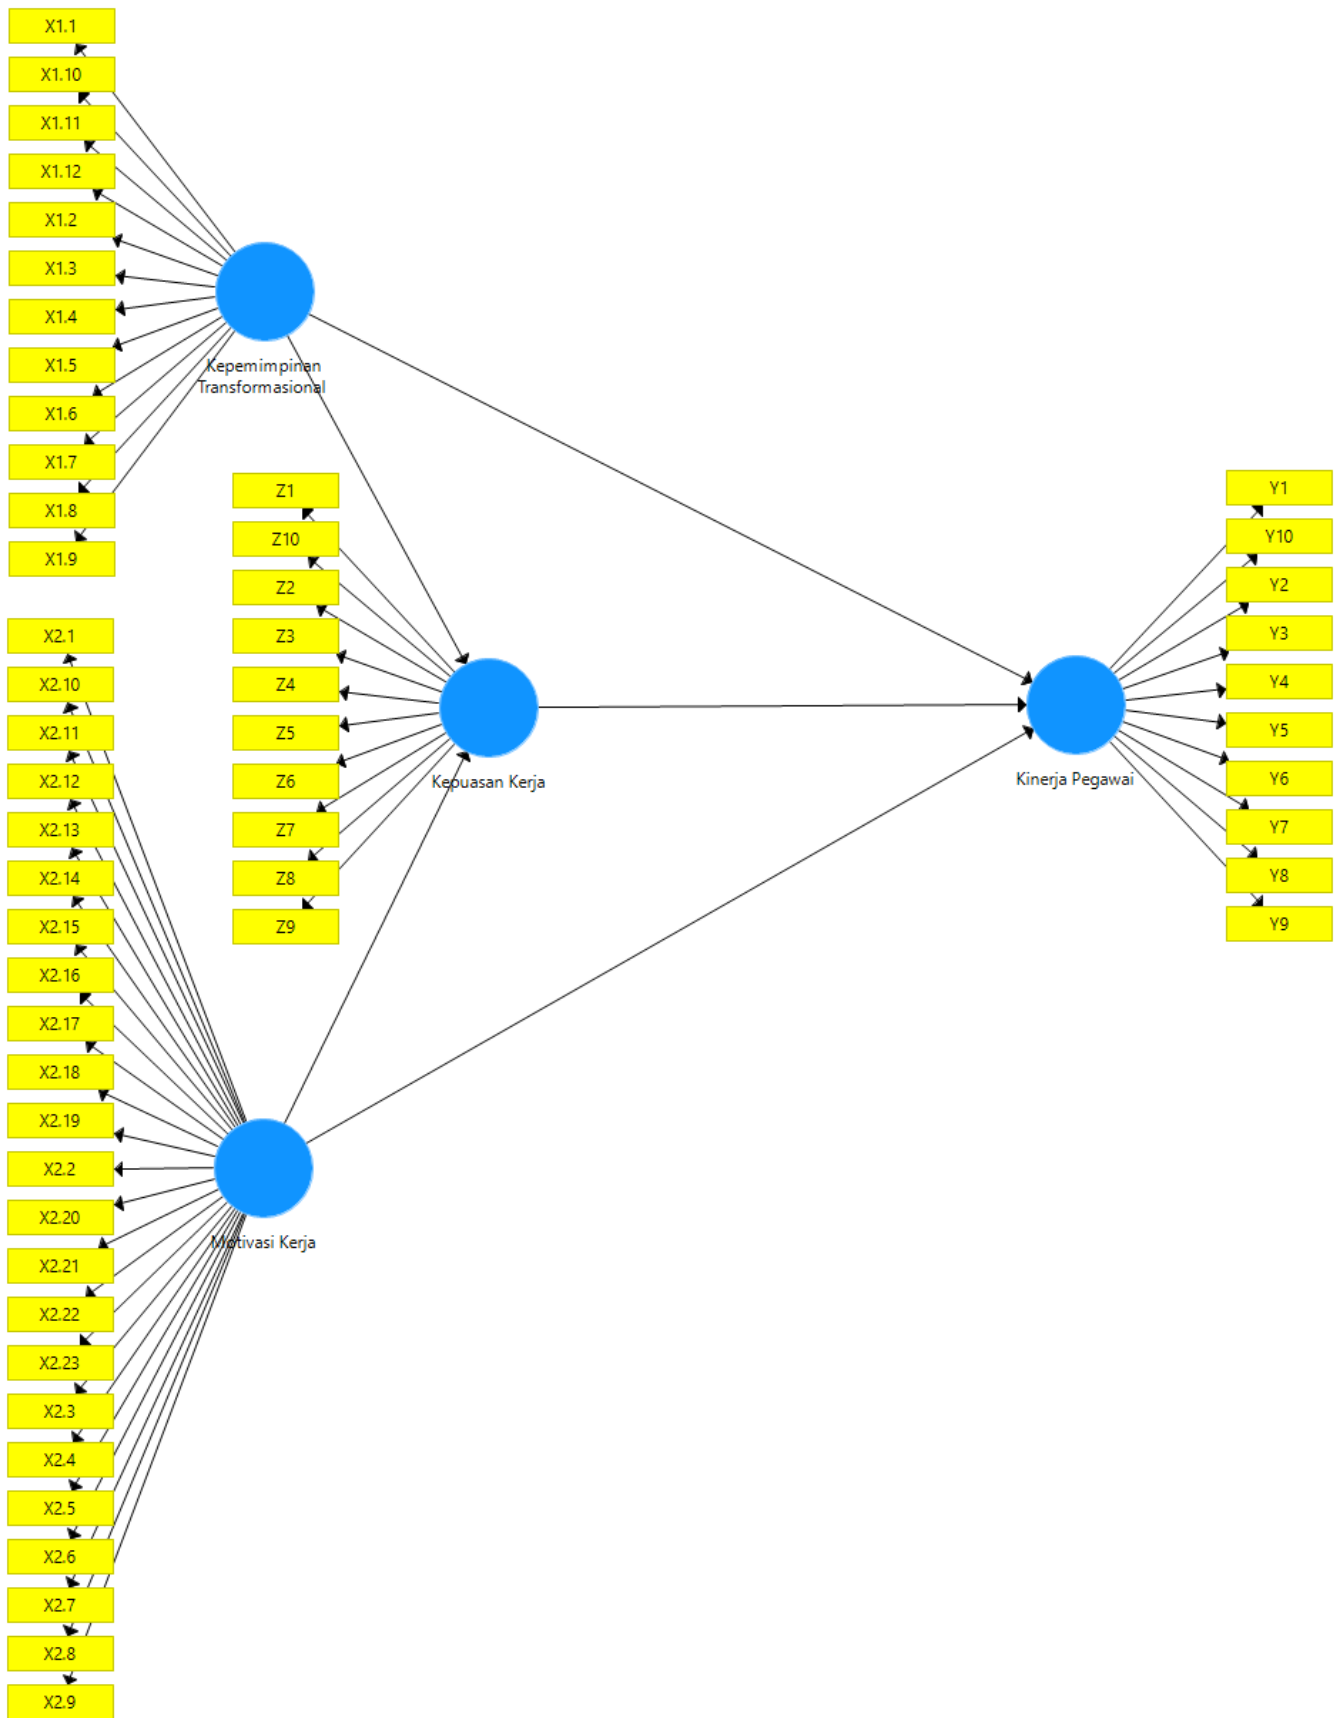 X1.1
X1.10
X1.11
X1.12
X1.2
X1.3
X1.4
X1.5
X1.6
X1.7
X1.8
X1.9
Kepemimpinan
Transformasional
Z1
Z10
Z2
Z3
Z4
Z5
Z6
Z7
Z8
Z9
Kepuasan Kerja
Y1
Y10
Y2
Y3
Y4
Y5
Y6
Y7
Y8
Y9
Kinerja Pegawai
X2.1
X2.10
X2.11
X2.12
X2.13
X2.14
X2.15
X2.16
X2.17
X2.18
X2.19
X2.2
X2.20
X2.21
X2.22
X2.23
X2.3
X2.4
X2.5
X2.6
X2.7
X2.8
X2.9
Motivasi Kerja